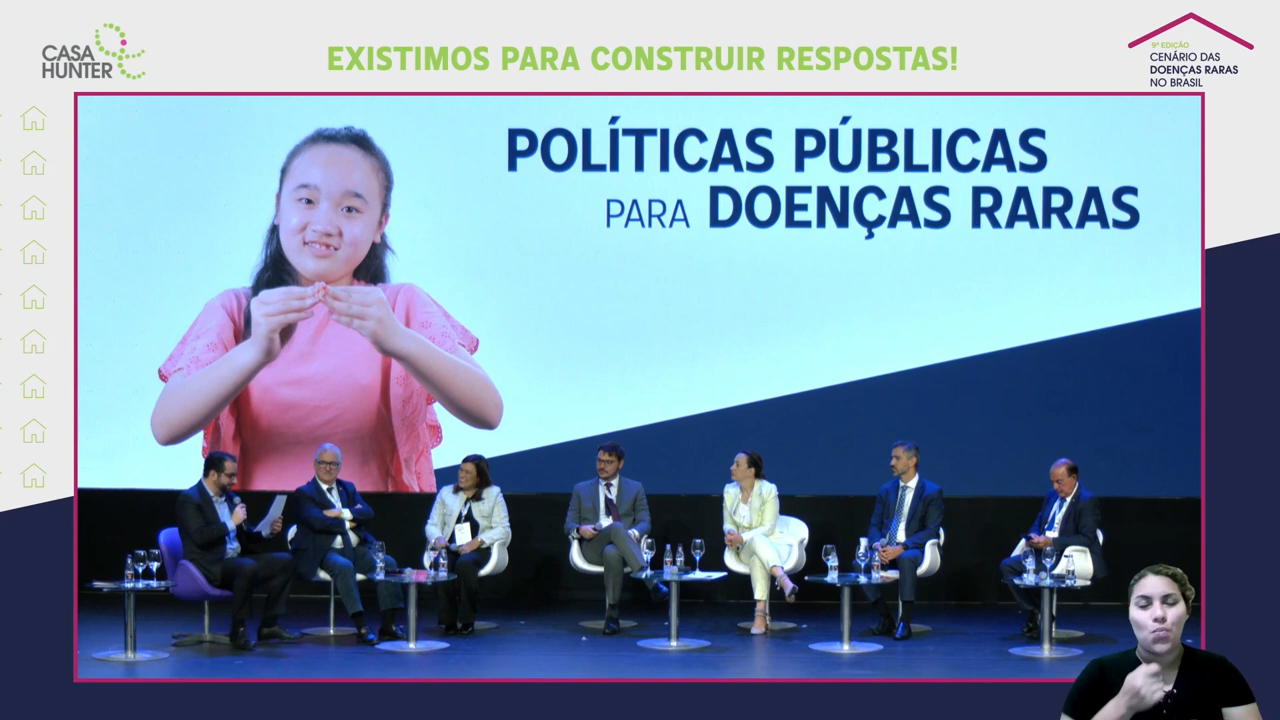 CASA
HUNTER
EXISTIMOS PARA CONSTRUIR RESPOSTAS!
9ª EDIÇÃO
CENÁRIO DAS
DOENÇAS RARAS
NO BRASIL
POLÍTICAS PÚBLICAS
PARA DOENÇAS RARAS